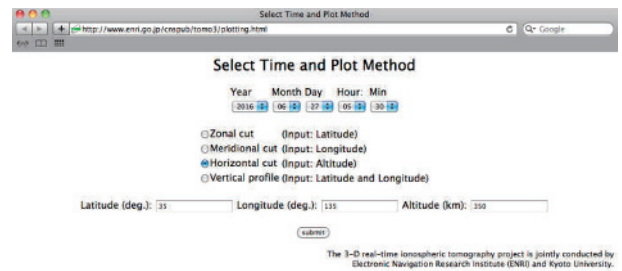 Select Time and Plot Method
http://www.enri.go.jp/cnspub/tomo3/plotting.html
Google
Select Time and Plot Method
Year Month Day Hour: Min
2016 06 27 05 30
Zonal cut (Input: Latitude)
Meridional cut (Input: Longitude)
Horizontal cut (Input: Altitude)
Vertical profile (Input: Latitude and Longitude)
Latitude (deg.): 35 Longitude (deg.): 135 Altitude (km): 350
submit
The 3-D real-time ionospheric tomography project is jointly conducted by
Electronic Navigation Research Institute (ENRI) and Kyoto University.